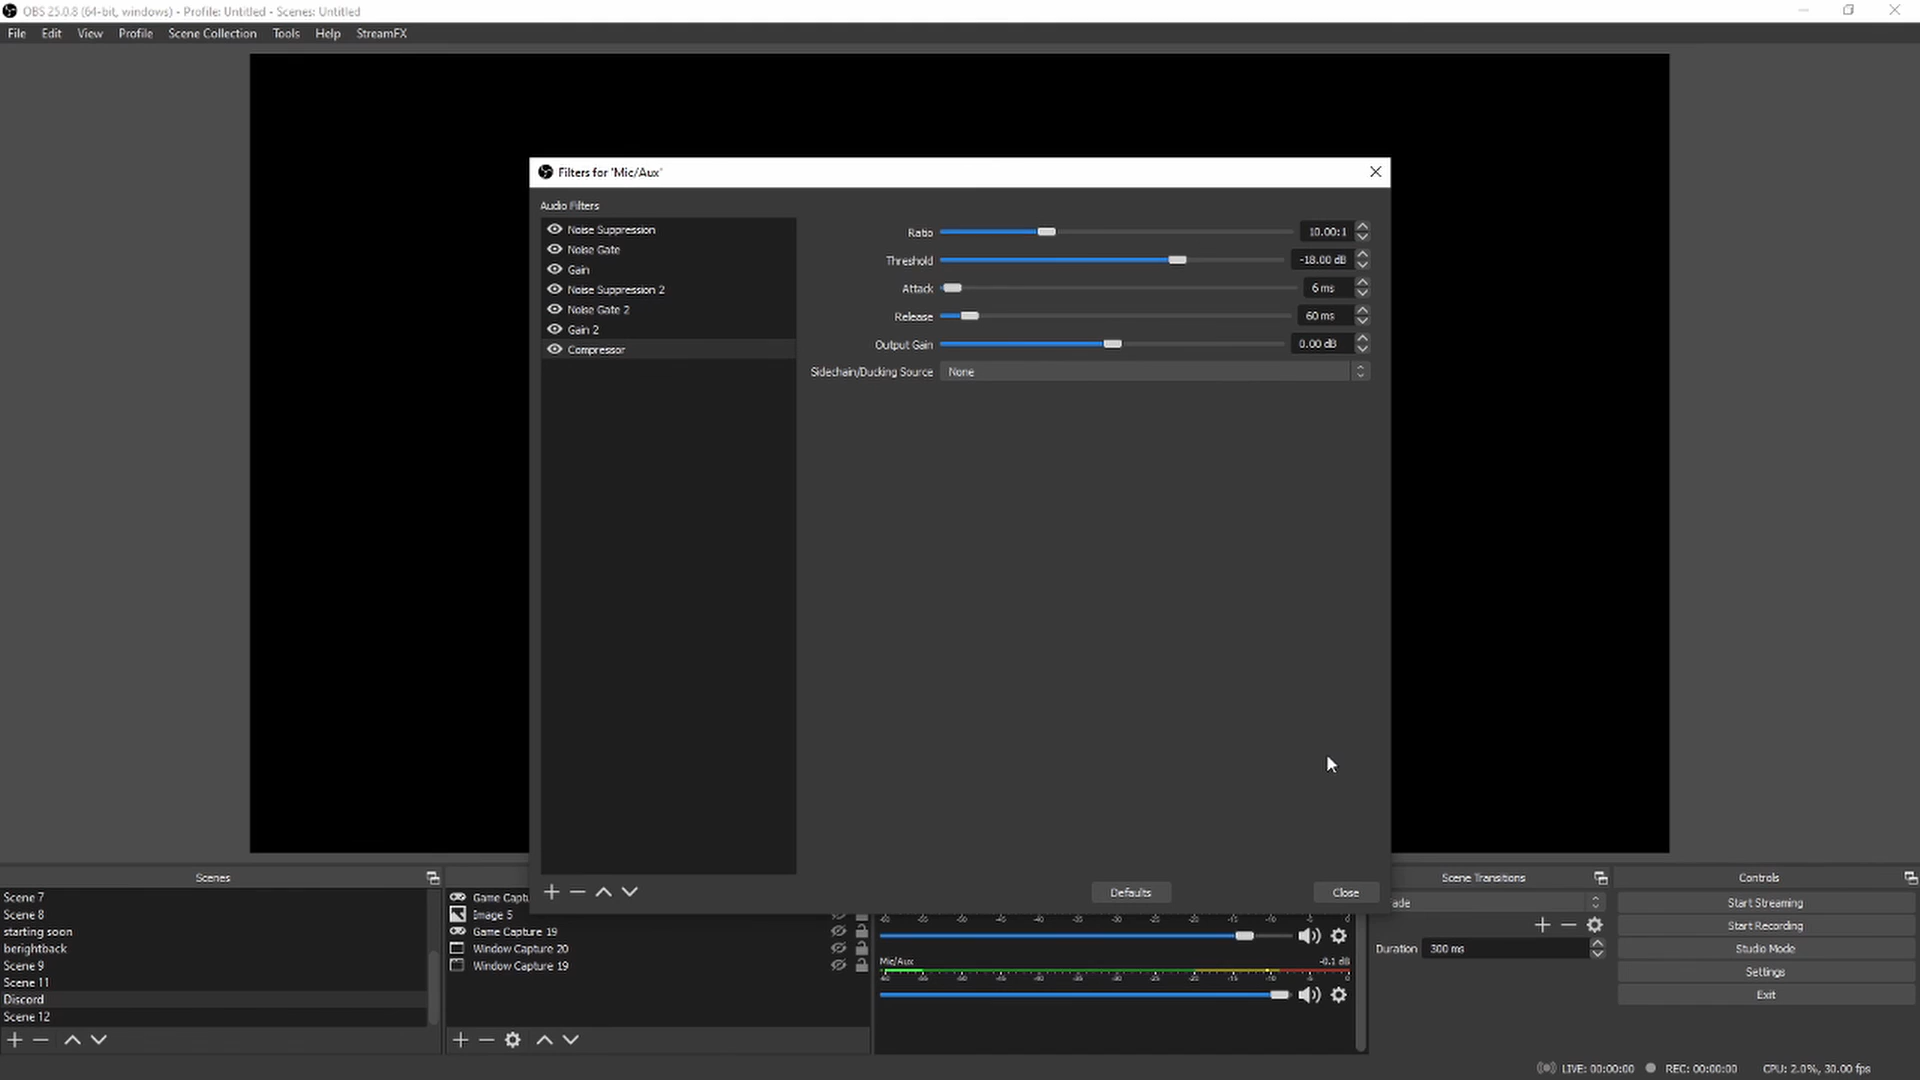 OBS 25.0.8 (64-bit, windows) - Profile: Untitled - Scenes: Untitled
File Edit View Profile Scene Collection Tools Help StreamFX
Filters for 'Mic/Aux'
Audio Filters
Noise Suppression
Noise Gate
Gain
Noise Suppression 2
Noise Gate 2
Gain 2
Compressor
Ratio 10.00:1
Threshold -18.00 dB
Attack 6 ms
Release 60 ms
Output Gain 0.00 dB
Sidechain/Ducking Source None
Defaults
Close
Scenes
Scene 7
Scene 8
starting soon
berightback
Scene 9
Scene 11
Discord
Scene 12
Game Captu
Image 5
Game Capture 19
Window Capture 20
Window Capture 19
Mic/Aux -0.1 dB
Scene Transitions
ade
Duration 300 ms
Controls
Start Streaming
Start Recording
Studio Mode
Settings
Exit
LIVE: 00:00:00 REC: 00:00:00 CPU: 2.0%, 30.00 fps